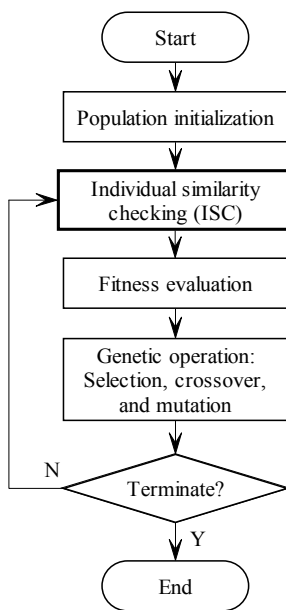 Start
Population initialization
Individual similarity
checking (ISC)
Fitness evaluation
Genetic operation:
Selection, crossover,
and mutation
N
Terminate?
Y
End